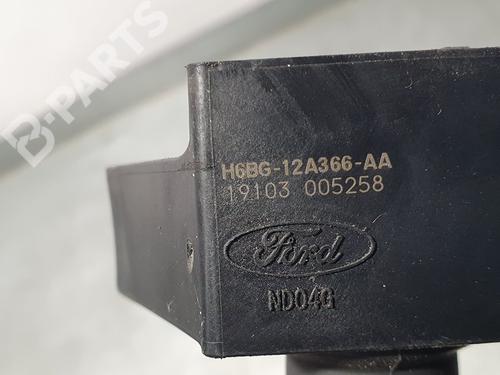 B-PARTS
H6BG-12A366-AA
19103 005258
Ford
ND04G